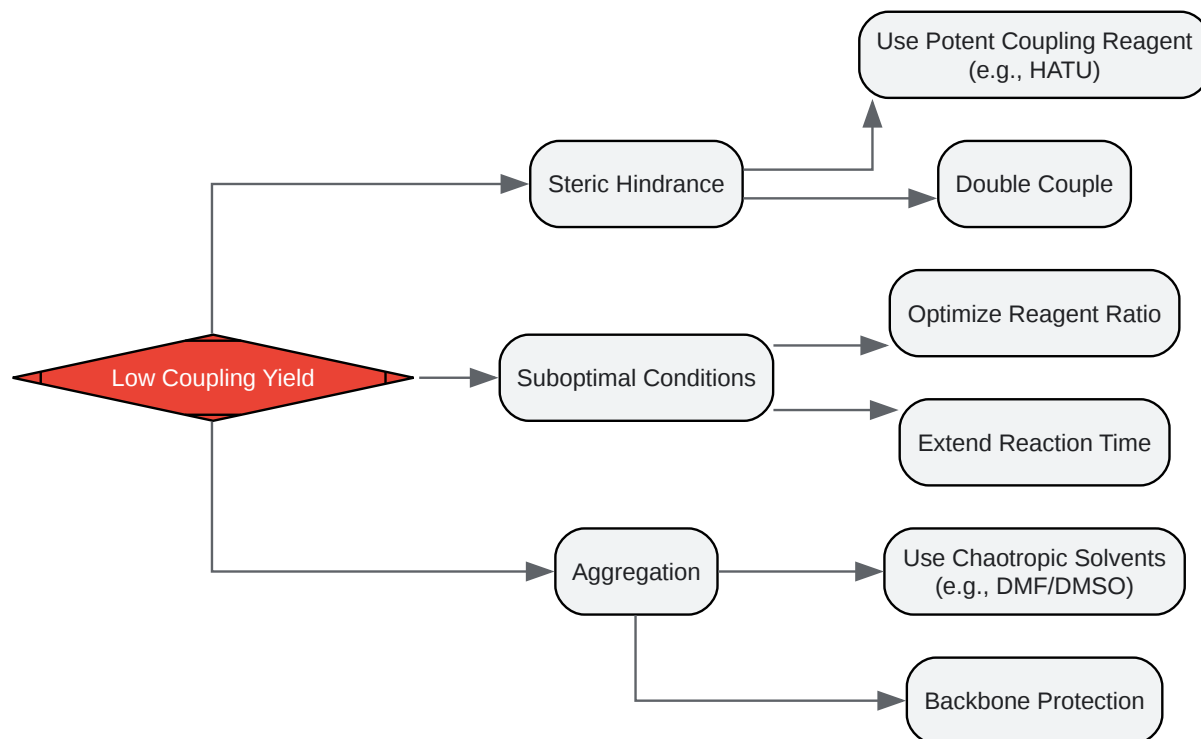 Use Potent Coupling Reagent
(e.g., HATU)
Steric Hindrance
Double Couple
Optimize Reagent Ratio
Low Coupling Yield
Suboptimal Conditions
Extend Reaction Time
Aggregation
Use Chaotropic Solvents
(e.g., DMF/DMSO)
Backbone Protection